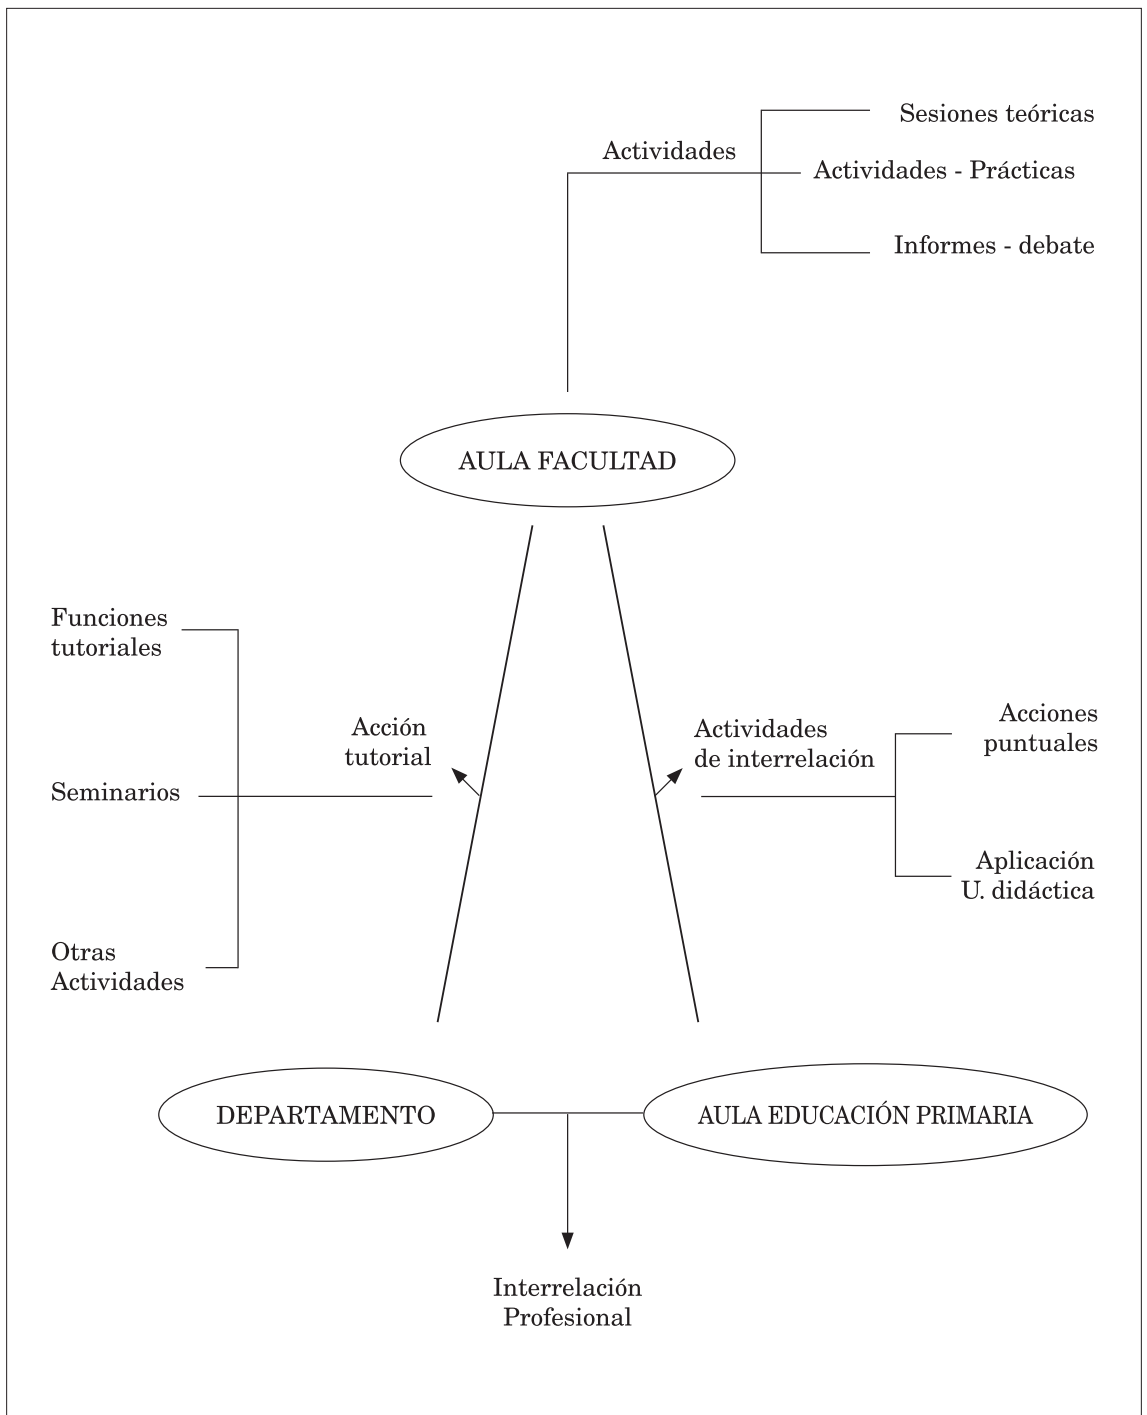 Sesiones teóricas
Actividades
Actividades - Prácticas
Informes - debate
AULA FACULTAD
Funciones
tutoriales
Acción
tutorial
Seminarios
Otras
Actividades
Actividades
de interrelación
Acciones
puntuales
Aplicación
U. didáctica
DEPARTAMENTO
AULA EDUCACIÓN PRIMARIA
Interrelación
Profesional